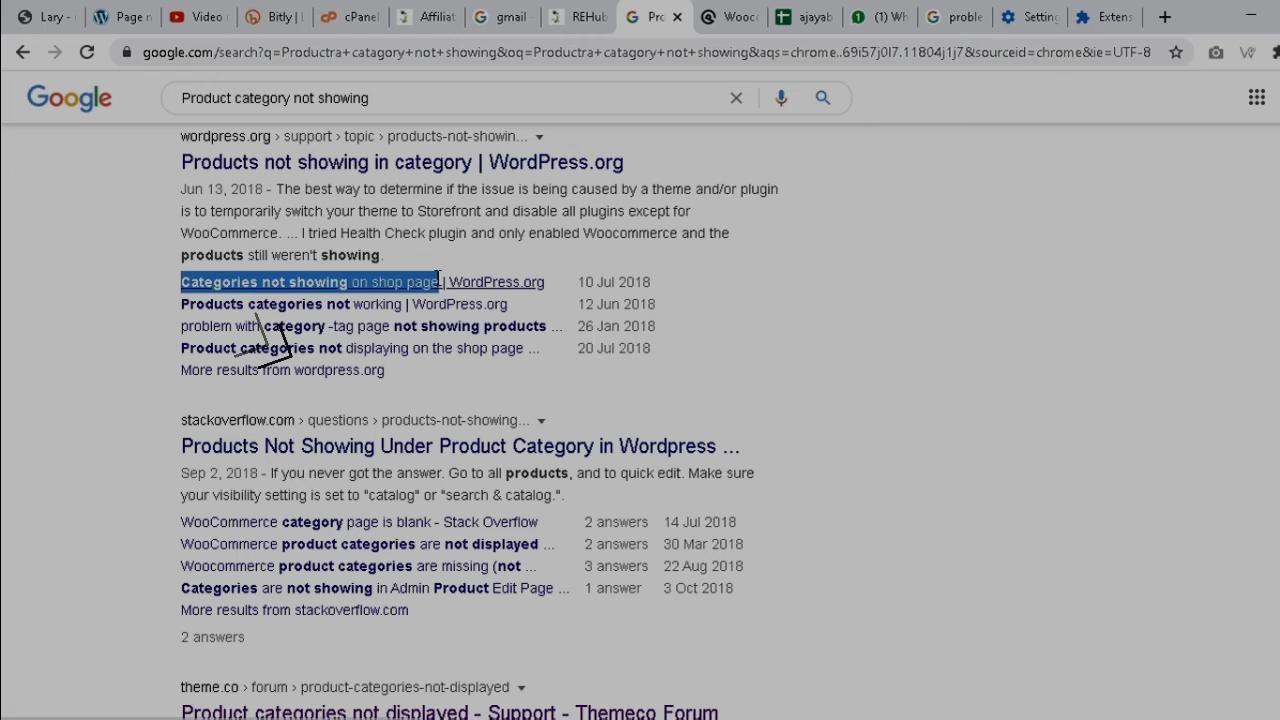 Lary -
Page n
Video
Bitly |
cPanel
Affiliat
gmail
REHub
Pro
Wooc
ajayab
(1) Wh
proble
Setting
Extens
google.com/search?q=Productra+catagory+not+showing&oq=Productra+catagory+not+showing&aqs=chrome..69i57j0l7.11804j1j7&sourceid=chrome&ie=UTF-8
Google
Product category not showing
wordpress.org › support › topic › products-not-showin...
Products not showing in category | WordPress.org
Jun 13, 2018 - The best way to determine if the issue is being caused by a theme and/or plugin
is to temporarily switch your theme to Storefront and disable all plugins except for
WooCommerce. ... I tried Health Check plugin and only enabled Woocommerce and the
products still weren't showing.
Categories not showing on shop page | WordPress.org 10 Jul 2018
Products categories not working | WordPress.org 12 Jun 2018
problem with category -tag page not showing products ... 26 Jan 2018
Product categories not displaying on the shop page ... 20 Jul 2018
More results from wordpress.org
stackoverflow.com › questions › products-not-showing...
Products Not Showing Under Product Category in Wordpress ...
Sep 2, 2018 - If you never got the answer. Go to all products, and to quick edit. Make sure
your visibility setting is set to "catalog" or "search & catalog.".
WooCommerce category page is blank - Stack Overflow 2 answers 14 Jul 2018
WooCommerce product categories are not displayed ... 2 answers 30 Mar 2018
Woocommerce product categories are missing (not ... 3 answers 22 Aug 2018
Categories are not showing in Admin Product Edit Page ... 1 answer 3 Oct 2018
More results from stackoverflow.com
2 answers
theme.co › forum › product-categories-not-displayed
Product categories not displayed - Support - Themeco Forum